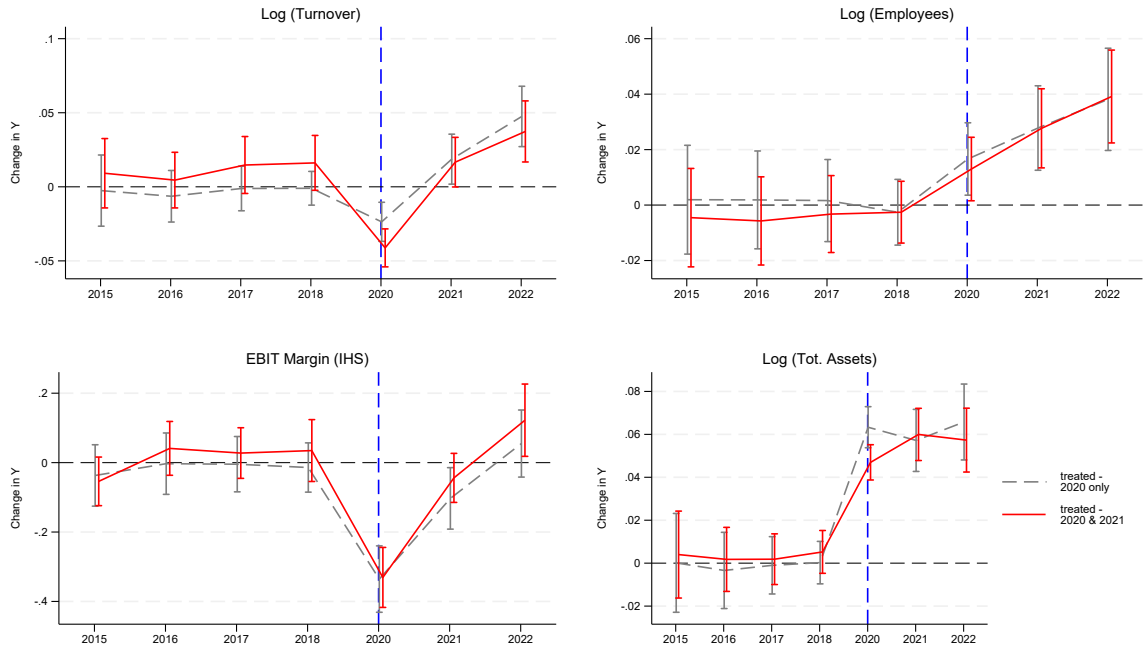 Log (Turnover)
Change in Y
.1
.05
0
-.05
2015 2016 2017 2018 2020 2021 2022
Log (Employees)
Change in Y
.06
.04
.02
0
-.02
2015 2016 2017 2018 2020 2021 2022
EBIT Margin (IHS)
Change in Y
.2
0
-.2
-.4
2015 2016 2017 2018 2020 2021 2022
Log (Tot. Assets)
Change in Y
.08
.06
.04
.02
0
-.02
2015 2016 2017 2018 2020 2021 2022
treated -
2020 only
treated -
2020 & 2021